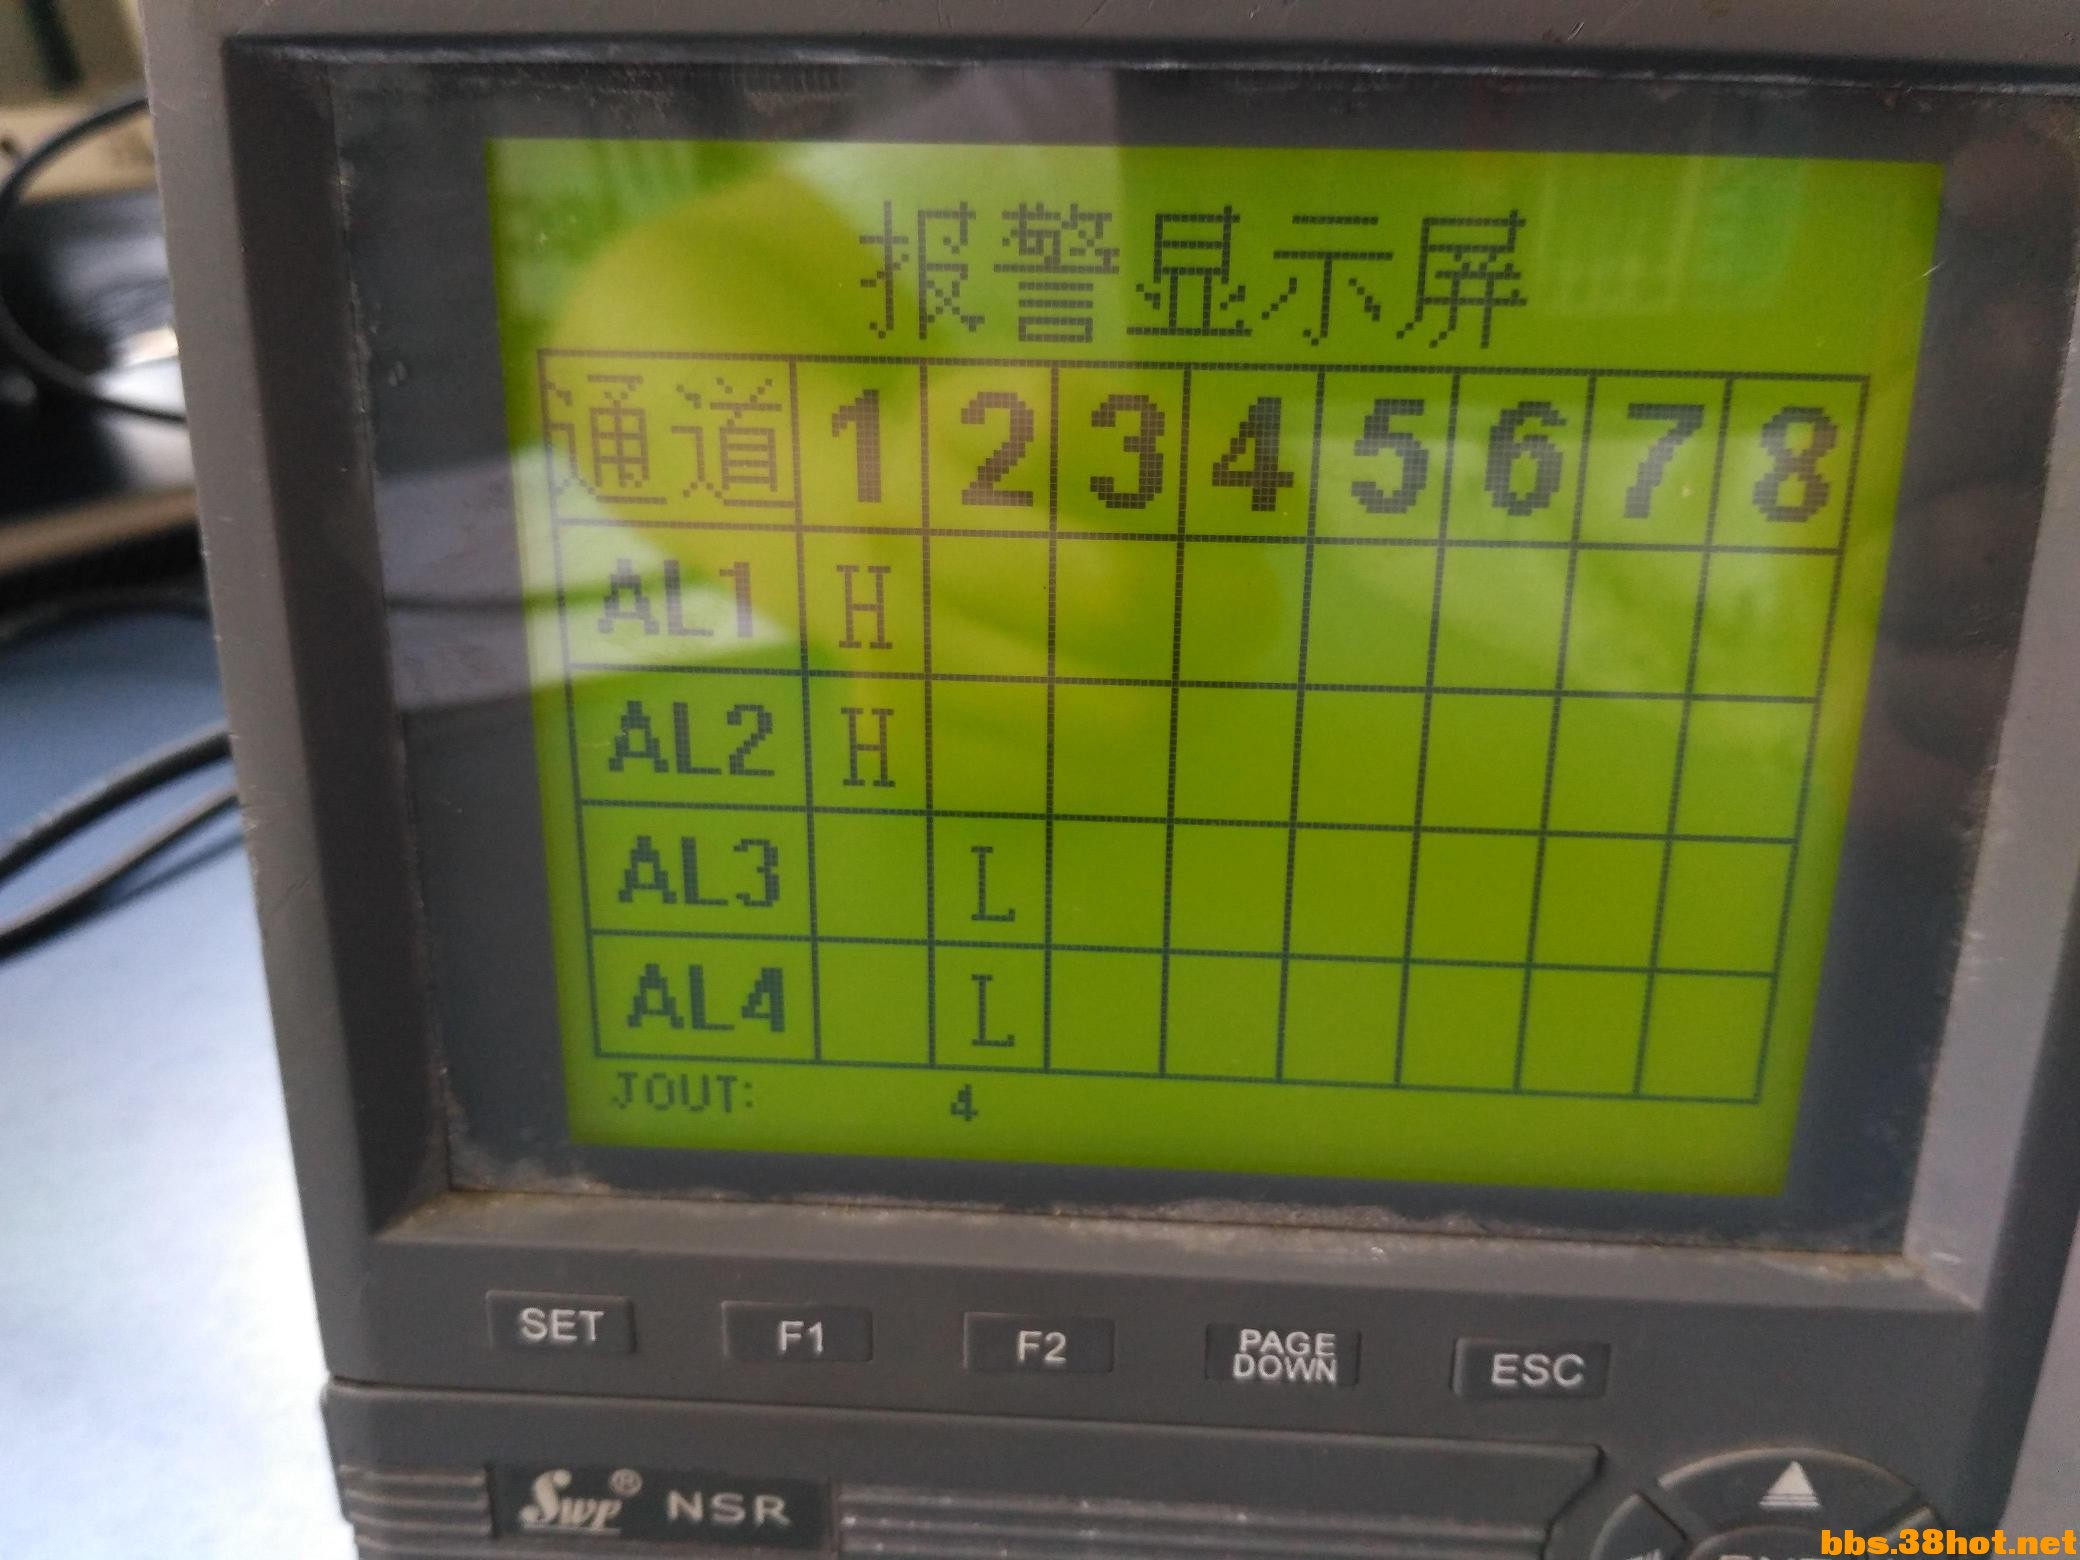 报警显示屏
通道 1 2 3 4 5 6 7 8
AL1 H
AL2 H
AL3 L
AL4 L
JOUT: 4
SET F1 F2 PAGE DOWN ESC
Swp® NSR
bbs.38hot.net